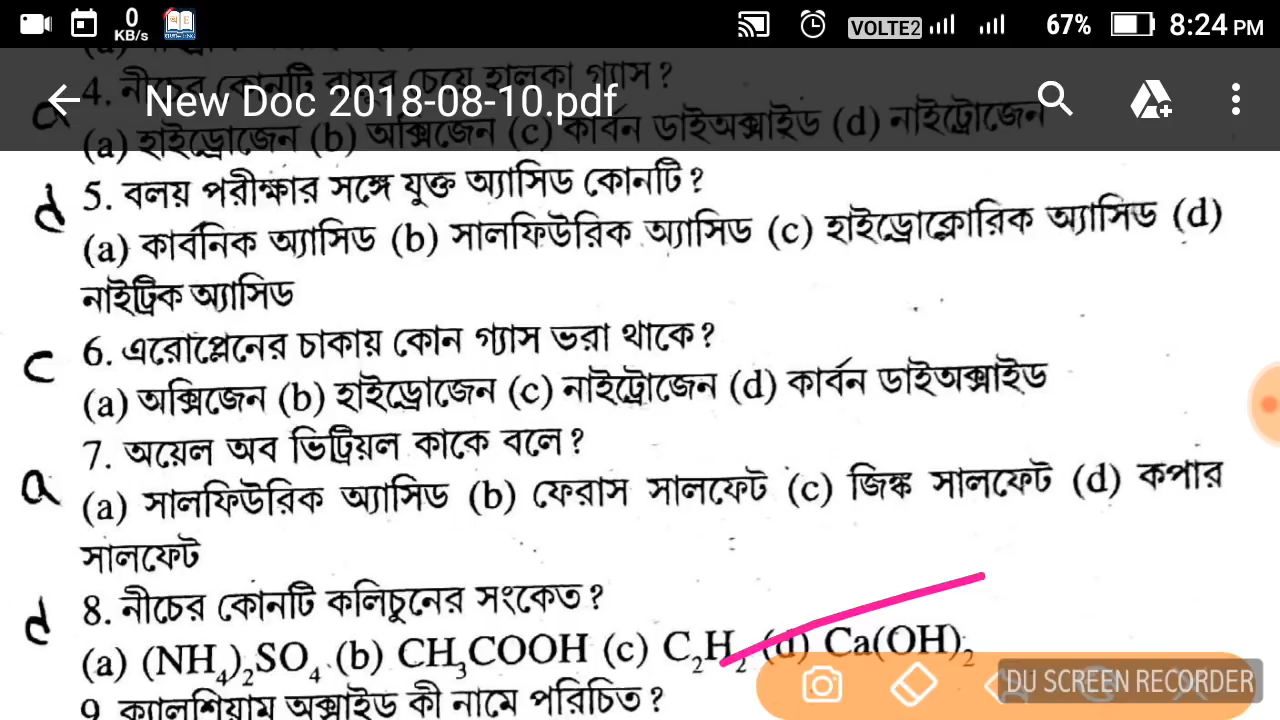 0
KB/s
VOLTE2 67% 8:24 PM
New Doc 2018-08-10.pdf
a 4. নীচের কোনটি বায়ুর চেয়ে হালকা গ্যাস?
(a) হাইড্রোজেন (b) অক্সিজেন (c) কার্বন ডাইঅক্সাইড (d) নাইট্রোজেন
d 5. বলয় পরীক্ষার সঙ্গে যুক্ত অ্যাসিড কোনটি?
(a) কার্বনিক অ্যাসিড (b) সালফিউরিক অ্যাসিড (c) হাইড্রোক্লোরিক অ্যাসিড (d)
নাইট্রিক অ্যাসিড
c 6. এরোপ্লেনের চাকায় কোন গ্যাস ভরা থাকে?
(a) অক্সিজেন (b) হাইড্রোজেন (c) নাইট্রোজেন (d) কার্বন ডাইঅক্সাইড
7. অয়েল অব ভিট্রিয়ল কাকে বলে?
a (a) সালফিউরিক অ্যাসিড (b) ফেরাস সালফেট (c) জিঙ্ক সালফেট (d) কপার
সালফেট
d 8. নীচের কোনটি কলিচুনের সংকেত?
(a) (NH₄)₂SO₄ (b) CH₃COOH (c) C₂H₂ (d) Ca(OH)₂
DU SCREEN RECORDER
9. ক্যালশিয়াম অক্সাইড কী নামে পরিচিত?